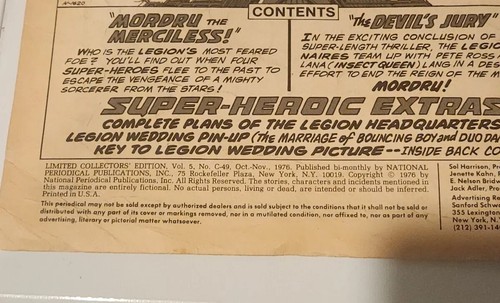 N-1620
CONTENTS
"MORDRU THE
MERCILESS!"
WHO IS THE LEGION'S MOST FEARED
FOE? YOU'LL FIND OUT WHEN FOUR
SUPER-HEROES FLEE TO THE PAST TO
ESCAPE THE VENGEANCE OF A MIGHTY
SORCERER FROM THE STARS!
"The DEVIL'S JURY"
IN THE EXCITING CONCLUSION OF
SUPER-LENGTH THRILLER, THE LEGIO
NAIRES TEAM UP WITH PETE ROSS A
LANA (INSECT QUEEN) LANG IN A DES
EFFORT TO END THE REIGN OF THE M
MORDRU!
SUPER-HEROIC EXTRAS
COMPLETE PLANS OF THE LEGION HEADQUARTERS
LEGION WEDDING PIN-UP (The MARRIAGE OF BOUNCING BOY and DUO DAM
KEY TO LEGION WEDDING PICTURE--INSIDE BACK CO
LIMITED COLLECTORS' EDITION, Vol. 5, No. C-49, Oct.-Nov., 1976. Published bi-monthly by NATIONAL
PERIODICAL PUBLICATIONS, INC., 75 Rockefeller Plaza, New York, N.Y. 10019. Copyright © 1976 by
National Periodical Publications, Inc. All Rights Reserved. The stories, characters and incidents mentioned in
this magazine are entirely fictional. No actual persons, living or dead, are intended or should be inferred.
Printed in U.S.A.
This periodical may not be sold except by authorized dealers and is sold subject to the conditions that it shall not be sold or
distributed with any part of its cover or markings removed, nor in a mutilated condition, nor affixed to, nor as part of any
advertising, literary or pictorial matter whatsoever.
Sol Harrison, P
Jenette Kahn, P
E. Nelson Bridw
Jack Adler, Pro
Advertising Re
Sanford Schwa
355 Lexington
New York, N.Y
(212) 391-14